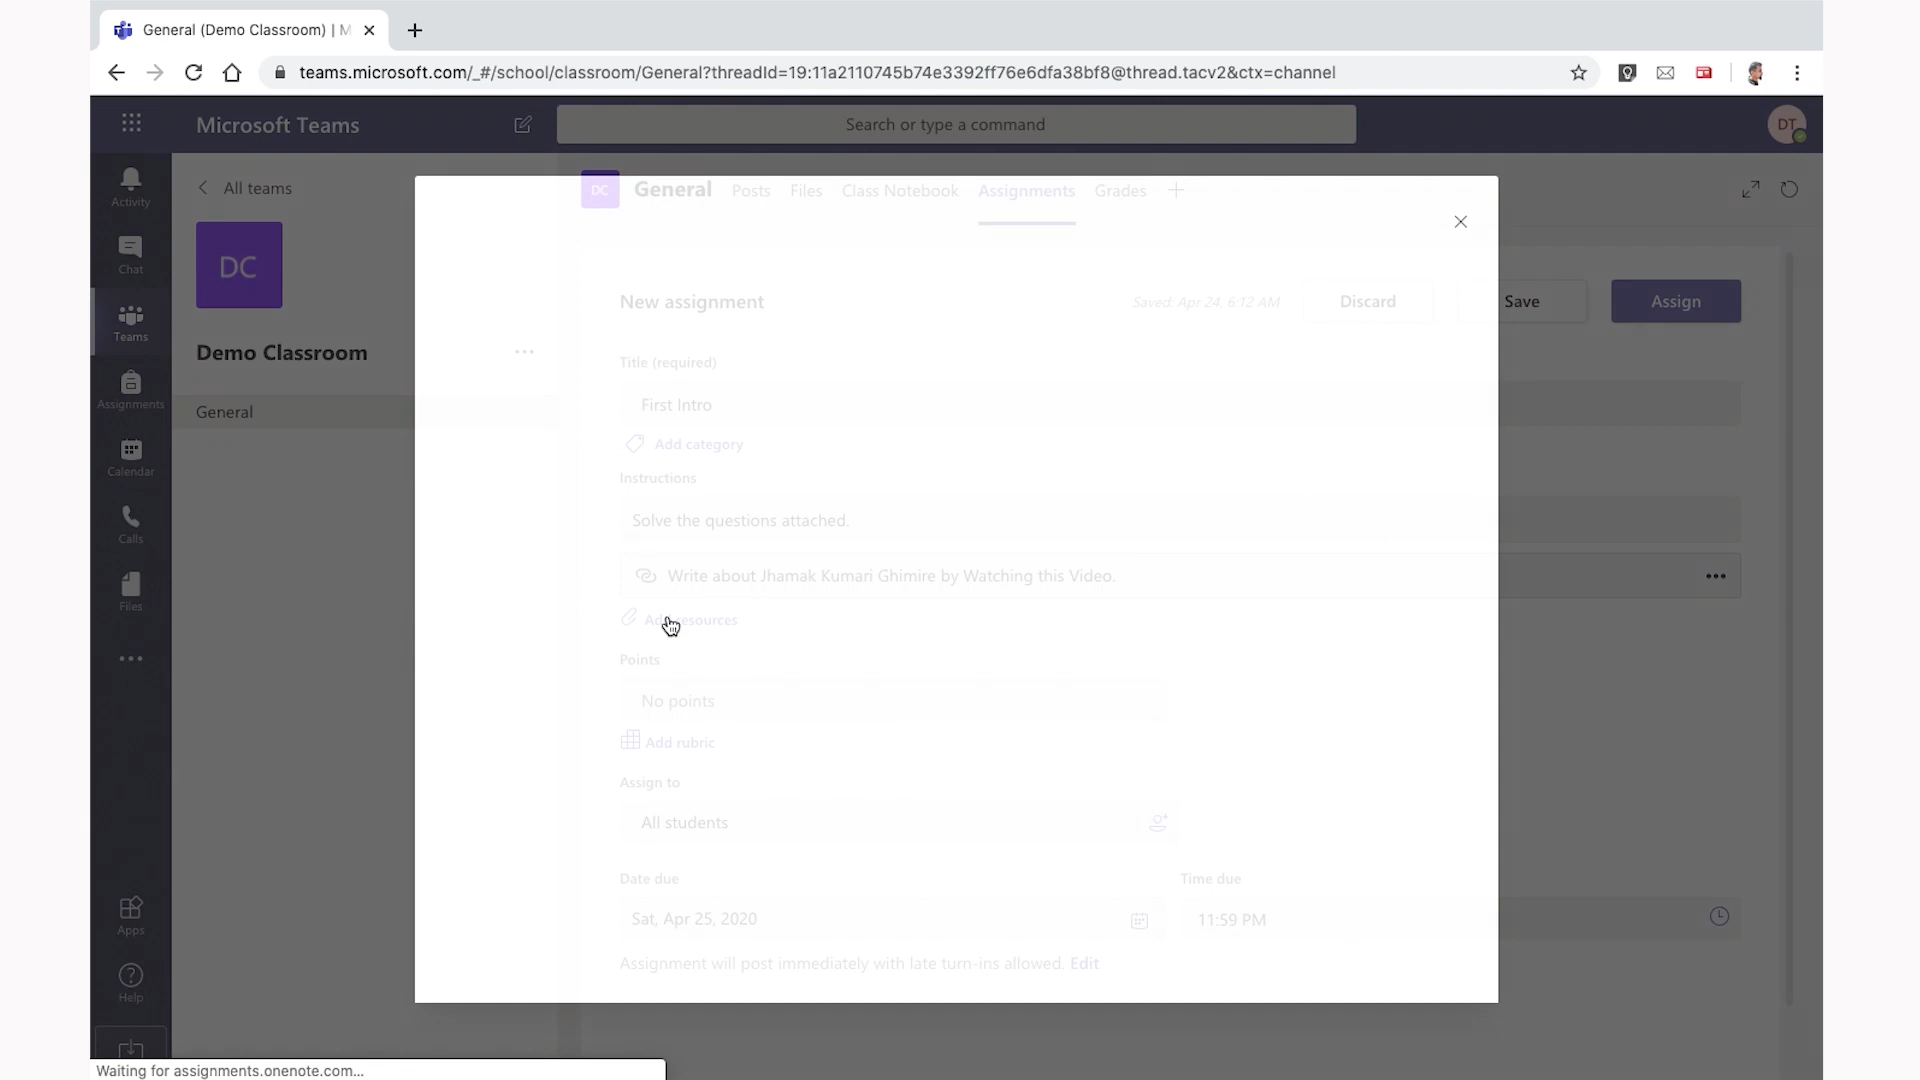 General (Demo Classroom) | M
teams.microsoft.com/_#/school/classroom/General?threadId=19:11a2110745b74e3392ff76e6dfa38bf8@thread.tacv2&ctx=channel
Microsoft Teams
Search or type a command
DT
Activity
Chat
Teams
Assignments
Calendar
Calls
Files
Apps
Help
All teams
DC
Demo Classroom
General
DC
General
Posts
Files
Class Notebook
Assignments
Grades
New assignment
Saved: Apr 24, 6:12 AM
Discard
Save
Assign
Title (required)
First Intro
Add category
Instructions
Solve the questions attached.
Write about Jhamak Kumari Ghimire by Watching this Video.
Add resources
Points
No points
Add rubric
Assign to
All students
Date due
Time due
Sat, Apr 25, 2020
11:59 PM
Assignment will post immediately with late turn-ins allowed. Edit
Waiting for assignments.onenote.com...